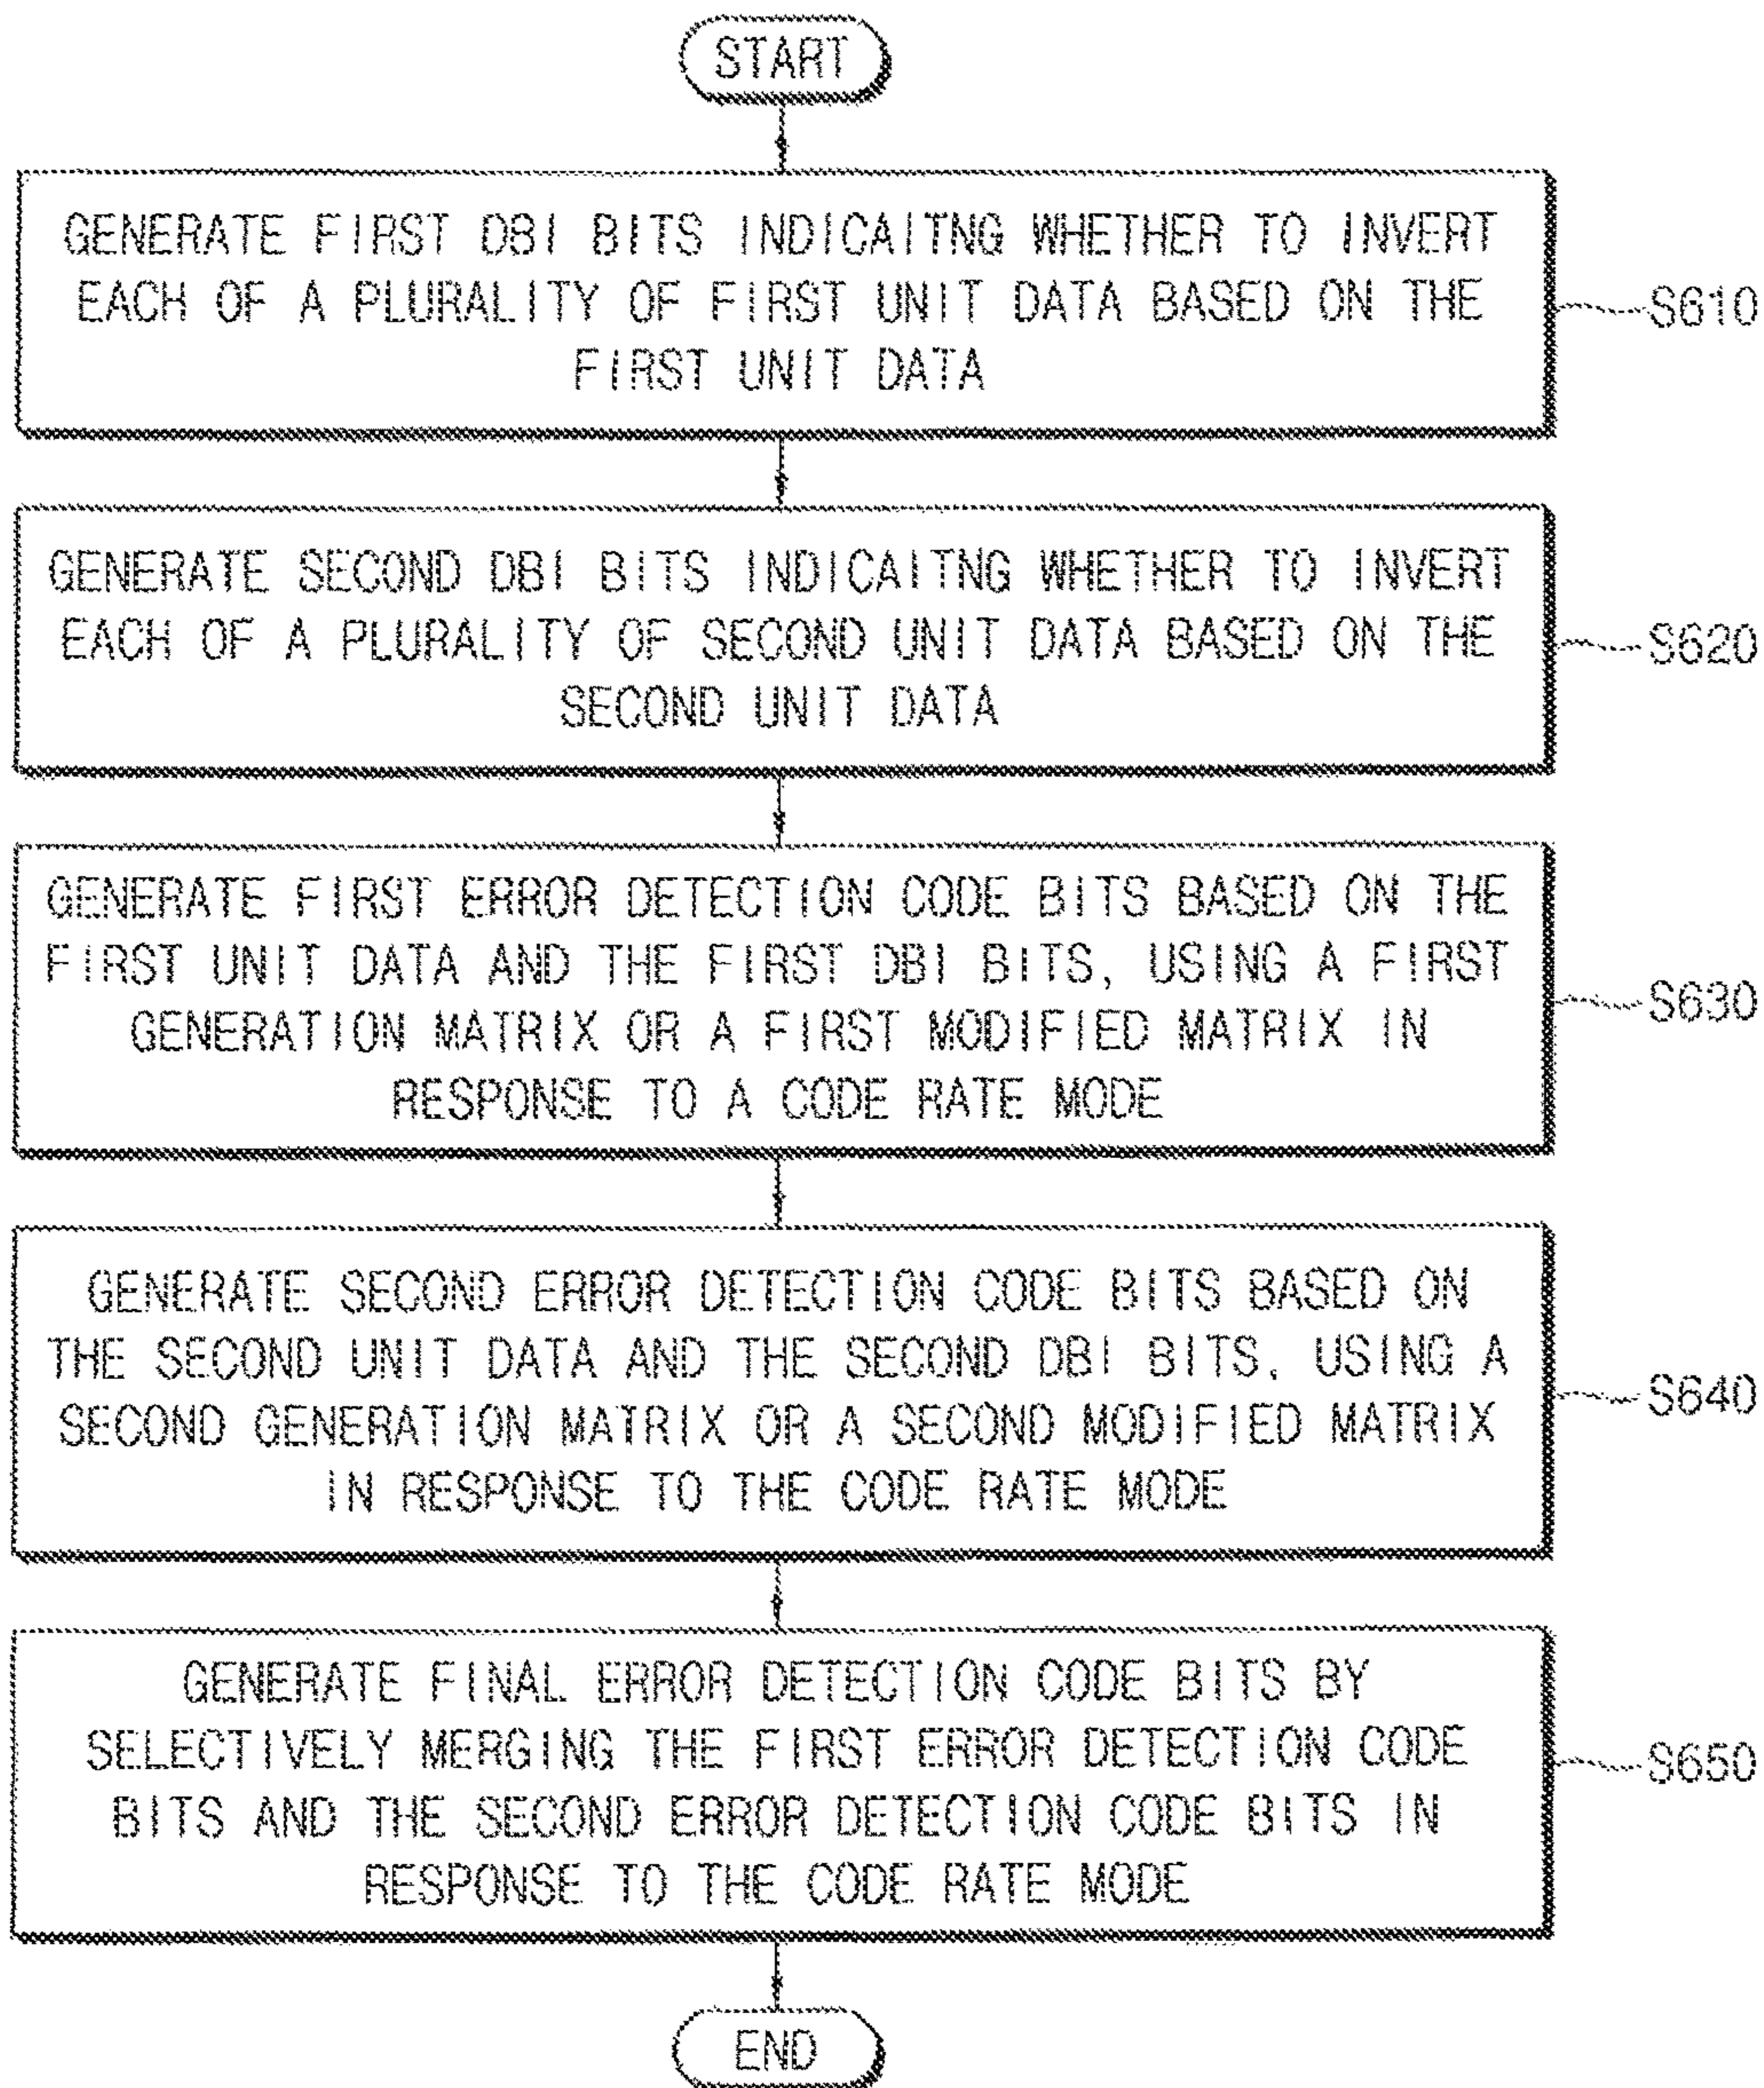 START
GENERATE FIRST DBI BITS INDICAITNG WHETHER TO INVERT
EACH OF A PLURALITY OF FIRST UNIT DATA BASED ON THE
FIRST UNIT DATA
S610
GENERATE SECOND DBI BITS INDICAITNG WHETHER TO INVERT
EACH OF A PLURALITY OF SECOND UNIT DATA BASED ON THE
SECOND UNIT DATA
S620
GENERATE FIRST ERROR DETECTION CODE BITS BASED ON THE
FIRST UNIT DATA AND THE FIRST DBI BITS, USING A FIRST
GENERATION MATRIX OR A FIRST MODIFIED MATRIX IN
RESPONSE TO A CODE RATE MODE
S630
GENERATE SECOND ERROR DETECTION CODE BITS BASED ON
THE SECOND UNIT DATA AND THE SECOND DBI BITS, USING A
SECOND GENERATION MATRIX OR A SECOND MODIFIED MATRIX
IN RESPONSE TO THE CODE RATE MODE
S640
GENERATE FINAL ERROR DETECTION CODE BITS BY
SELECTIVELY MERGING THE FIRST ERROR DETECTION CODE
BITS AND THE SECOND ERROR DETECTION CODE BITS IN
RESPONSE TO THE CODE RATE MODE
S650
END